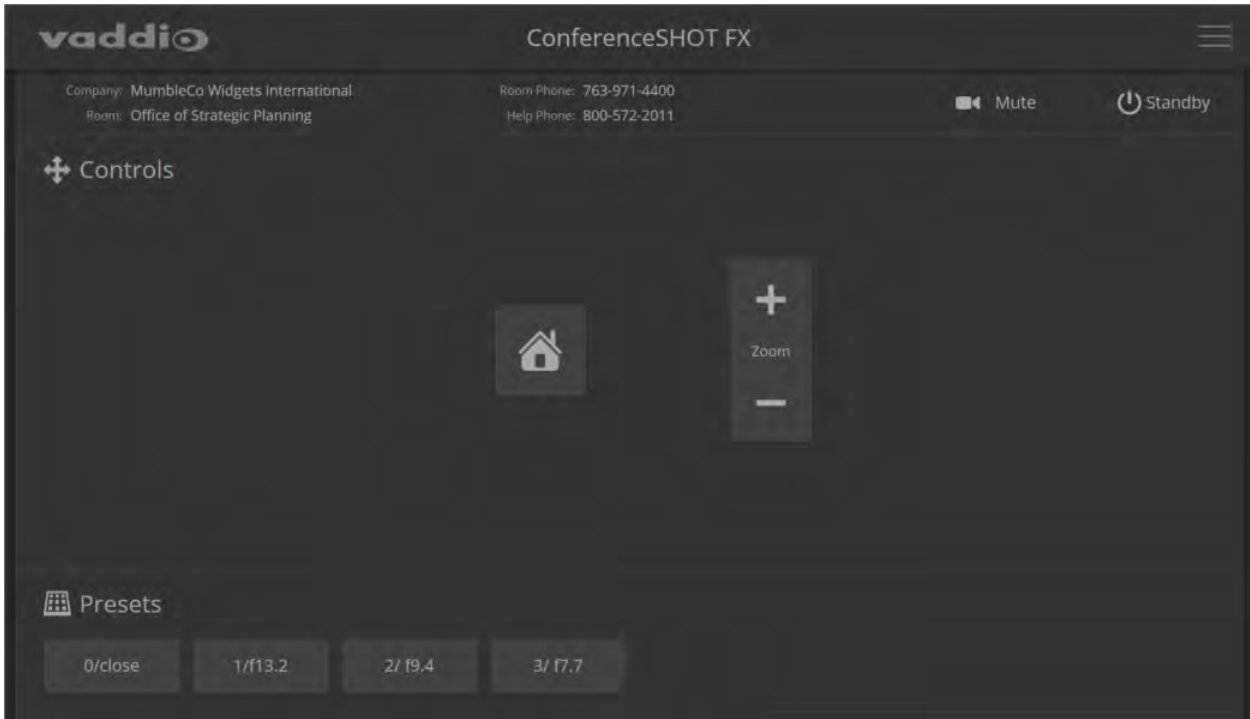 vaddio
ConferenceSHOT FX
Company: MumbleCo Widgets International
Room: Office of Strategic Planning
Room Phone: 763-971-4400
Help Phone: 800-572-2011
Mute
Standby
Controls
+
Zoom
−
Presets
0/close
1/f13.2
2/ f9.4
3/ f7.7